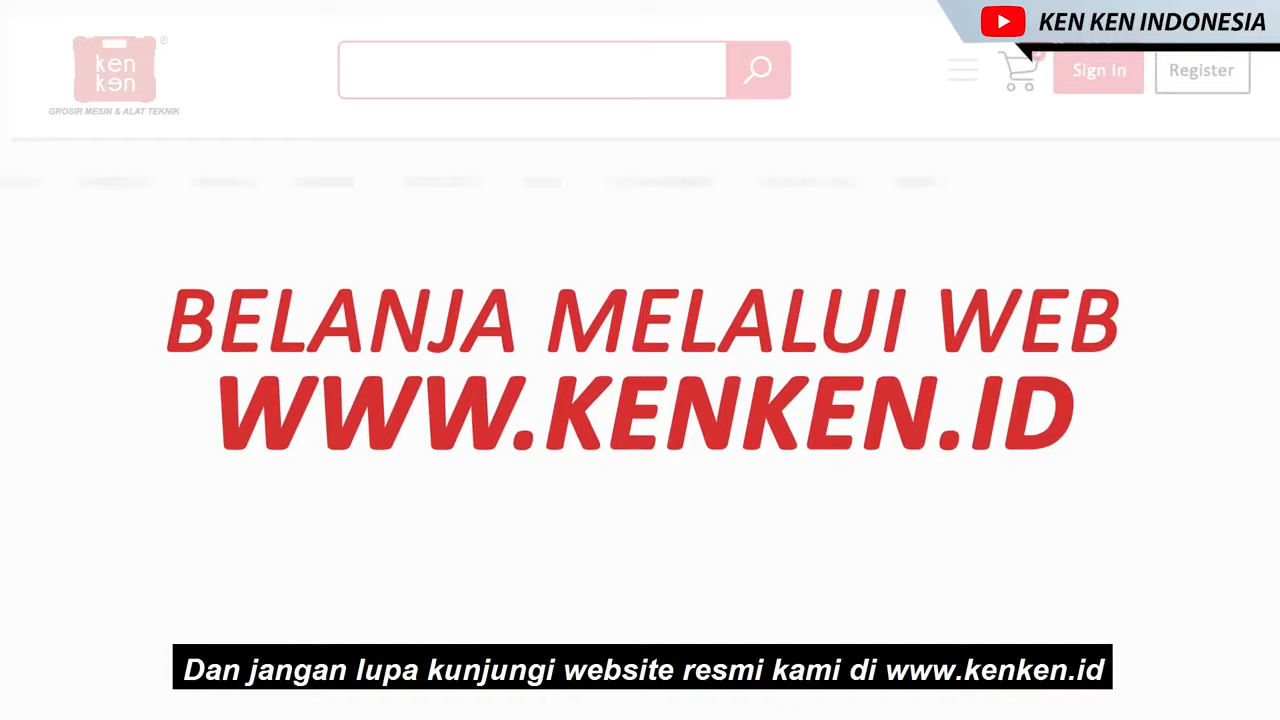 KEN KEN INDONESIA
ken
ken
®
GROSIR MESIN & ALAT TEKNIK
Sign In
Register
BELANJA MELALUI WEB
WWW.KENKEN.ID
Dan jangan lupa kunjungi website resmi kami di www.kenken.id